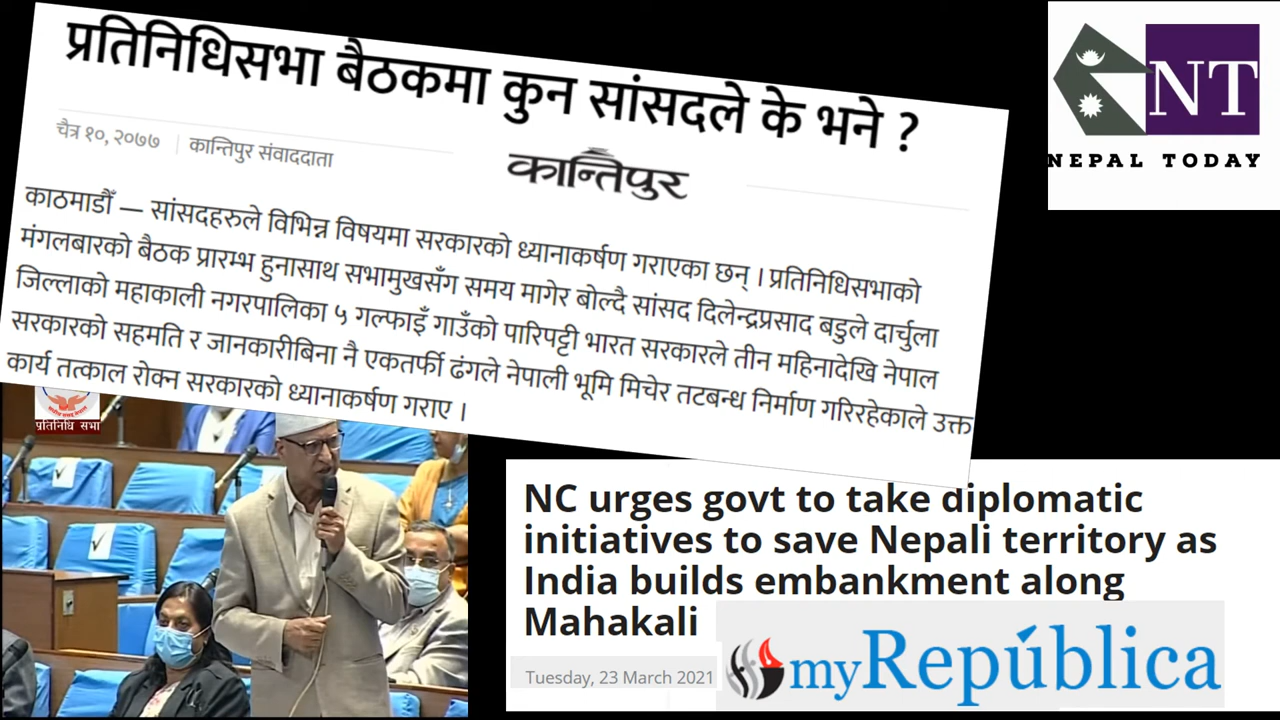 प्रतिनिधिसभा बैठकमा कुन सांसदले के भने ?
चैत्र १०, २०७७
कान्तिपुर संवाददाता
कान्तिपुर
काठमाडौँ — सांसदहरुले विभिन्न विषयमा सरकारको ध्यानाकर्षण गराएका छन् । प्रतिनिधिसभाको
मंगलबारको बैठक प्रारम्भ हुनासाथ सभामुखसँग समय मागेर बोल्दै सांसद दिलेन्द्रप्रसाद बडुले दार्चुला
जिल्लाको महाकाली नगरपालिका ५ गल्फाइँ गाउँको पारिपट्टी भारत सरकारले तीन महिनादेखि नेपाल
सरकारको सहमति र जानकारीबिना नै एकतर्फी ढंगले नेपाली भूमि मिचेर तटबन्ध निर्माण गरिरहेकाले उक्त
कार्य तत्काल रोक्न सरकारको ध्यानाकर्षण गराए ।
NT
NEPAL TODAY
प्रतिनिधि सभा
NC urges govt to take diplomatic
initiatives to save Nepali territory as
India builds embankment along
Mahakali
Tuesday, 23 March 2021
myRepública